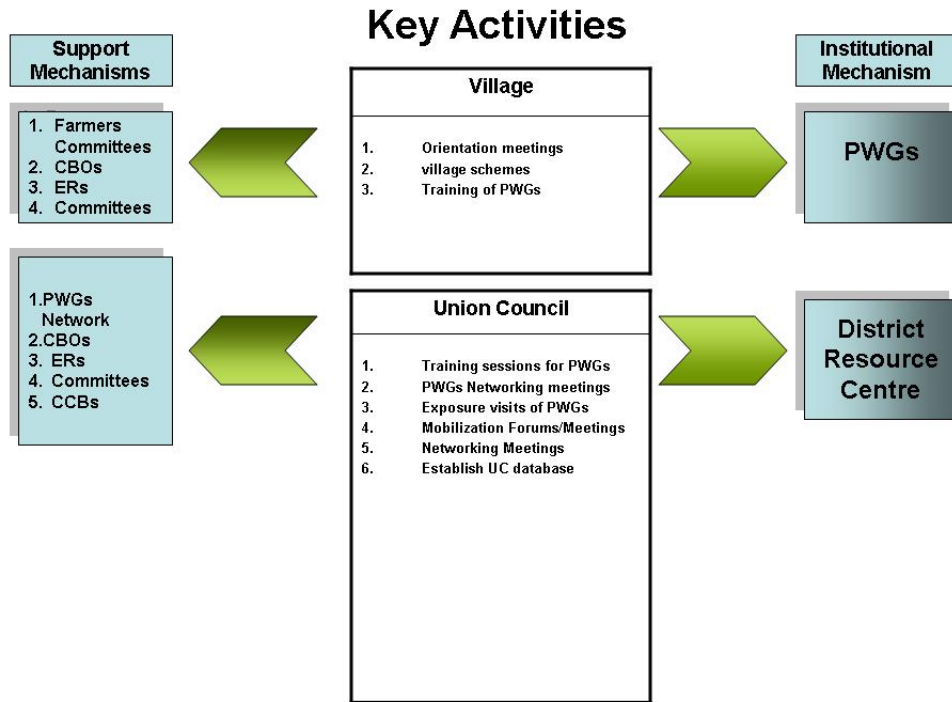 Key Activities
Support
Mechanisms
Institutional
Mechanism
1. Farmers
Committees
2. CBOs
3. ERs
4. Committees
Village
1. Orientation meetings
2. village schemes
3. Training of PWGs
PWGs
1.PWGs
Network
2.CBOs
3. ERs
4. Committees
5. CCBs
Union Council
1. Training sessions for PWGs
2. PWGs Networking meetings
3. Exposure visits of PWGs
4. Mobilization Forums/Meetings
5. Networking Meetings
6. Establish UC database
District
Resource
Centre